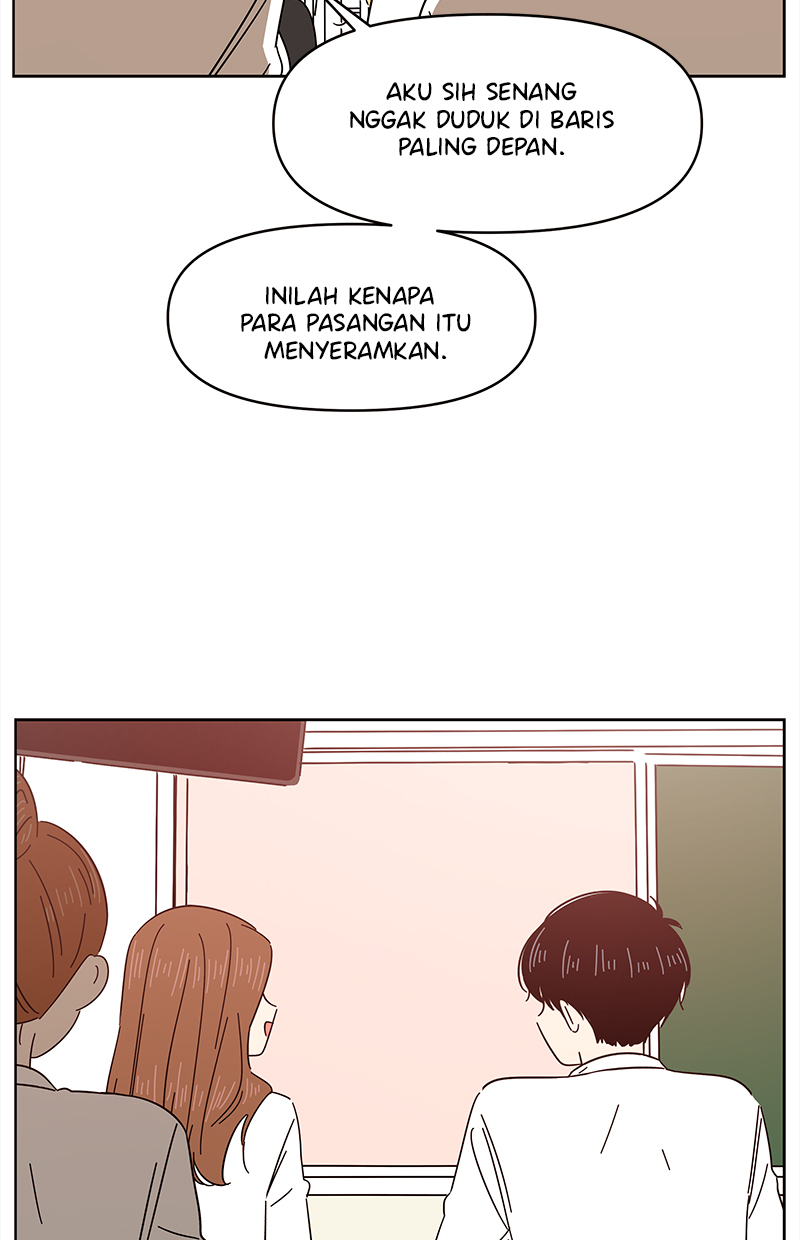 AKU SIH SENANG
NGGAK DUDUK DI BARIS
PALING DEPAN.
INILAH KENAPA
PARA PASANGAN ITU
MENYERAMKAN.